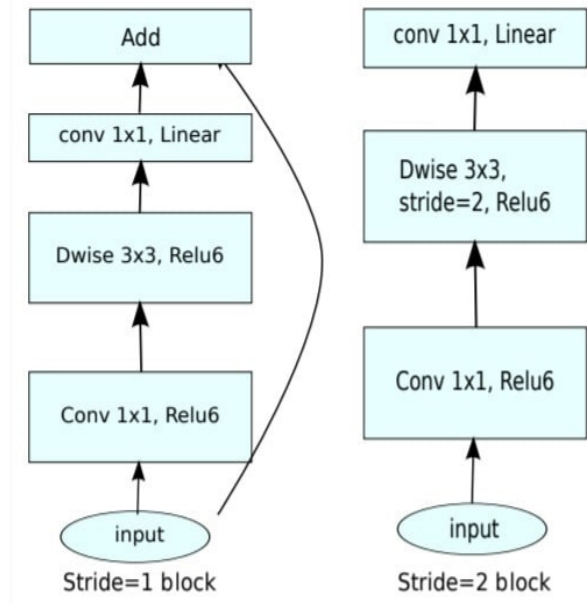 Add
conv 1x1, Linear
Dwise 3x3, Relu6
Conv 1x1, Relu6
input
Stride=1 block
conv 1x1, Linear
Dwise 3x3,
stride=2, Relu6
Conv 1x1, Relu6
input
Stride=2 block